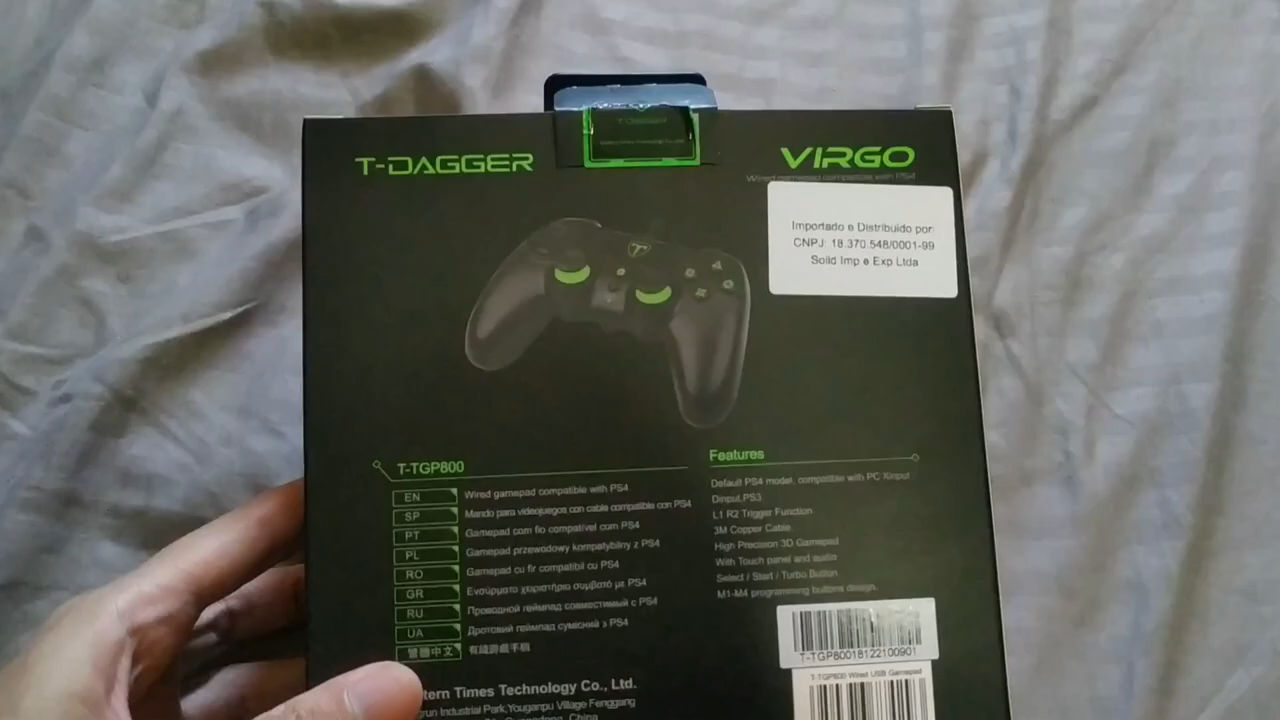 T-DAGGER
VIRGO
Wired gamepad compatible with PS4
Importado e Distribuido por:
CNPJ: 18.370.548/0001-99
Solid Imp e Exp Ltda
T-TGP800
EN Wired gamepad compatible with PS4
SP Mando para videojuegos con cable compatible con PS4
PT Gamepad com fio compatível com PS4
PL Gamepad przewodowy kompatybilny z PS4
RO Gamepad cu fir compatibil cu PS4
GR Ενσύρματο χειριστήριο συμβατό με PS4
RU Проводной геймпад совместимый с PS4
UA Дротовий геймпад сумісний з PS4
繁體中文 有線遊戲手柄
Features
Default PS4 model, compatible with PC Xinput
Dinput,PS3
L1 R2 Trigger Function
3M Copper Cable
High Precision 3D Gamepad
With Touch panel and audio
Select / Start / Turbo Button
M1-M4 programming buttons design.
T-TGP80018122100901
T-TGP800 Wired USB Gamepad
tern Times Technology Co., Ltd.
run Industrial Park,Youganpu Village Fenggang
Guangdong, China